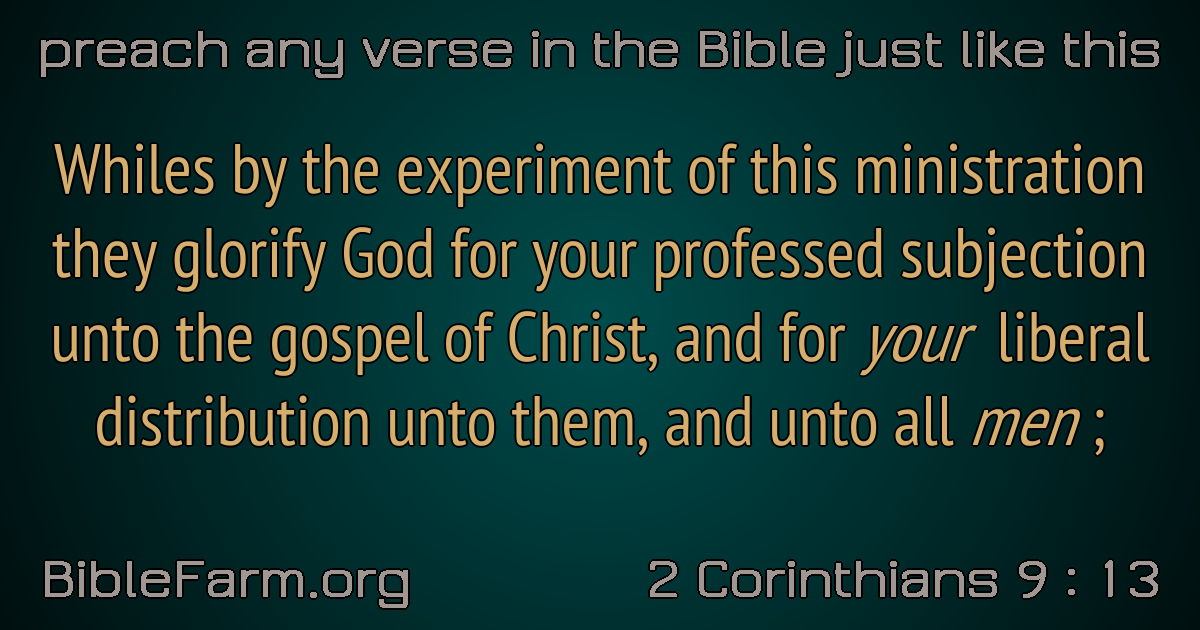 preach any verse in the Bible just like this
Whiles by the experiment of this ministration
they glorify God for your professed subjection
unto the gospel of Christ, and for your liberal
distribution unto them, and unto all men ;
BibleFarm.org
2 Corinthians 9 : 13